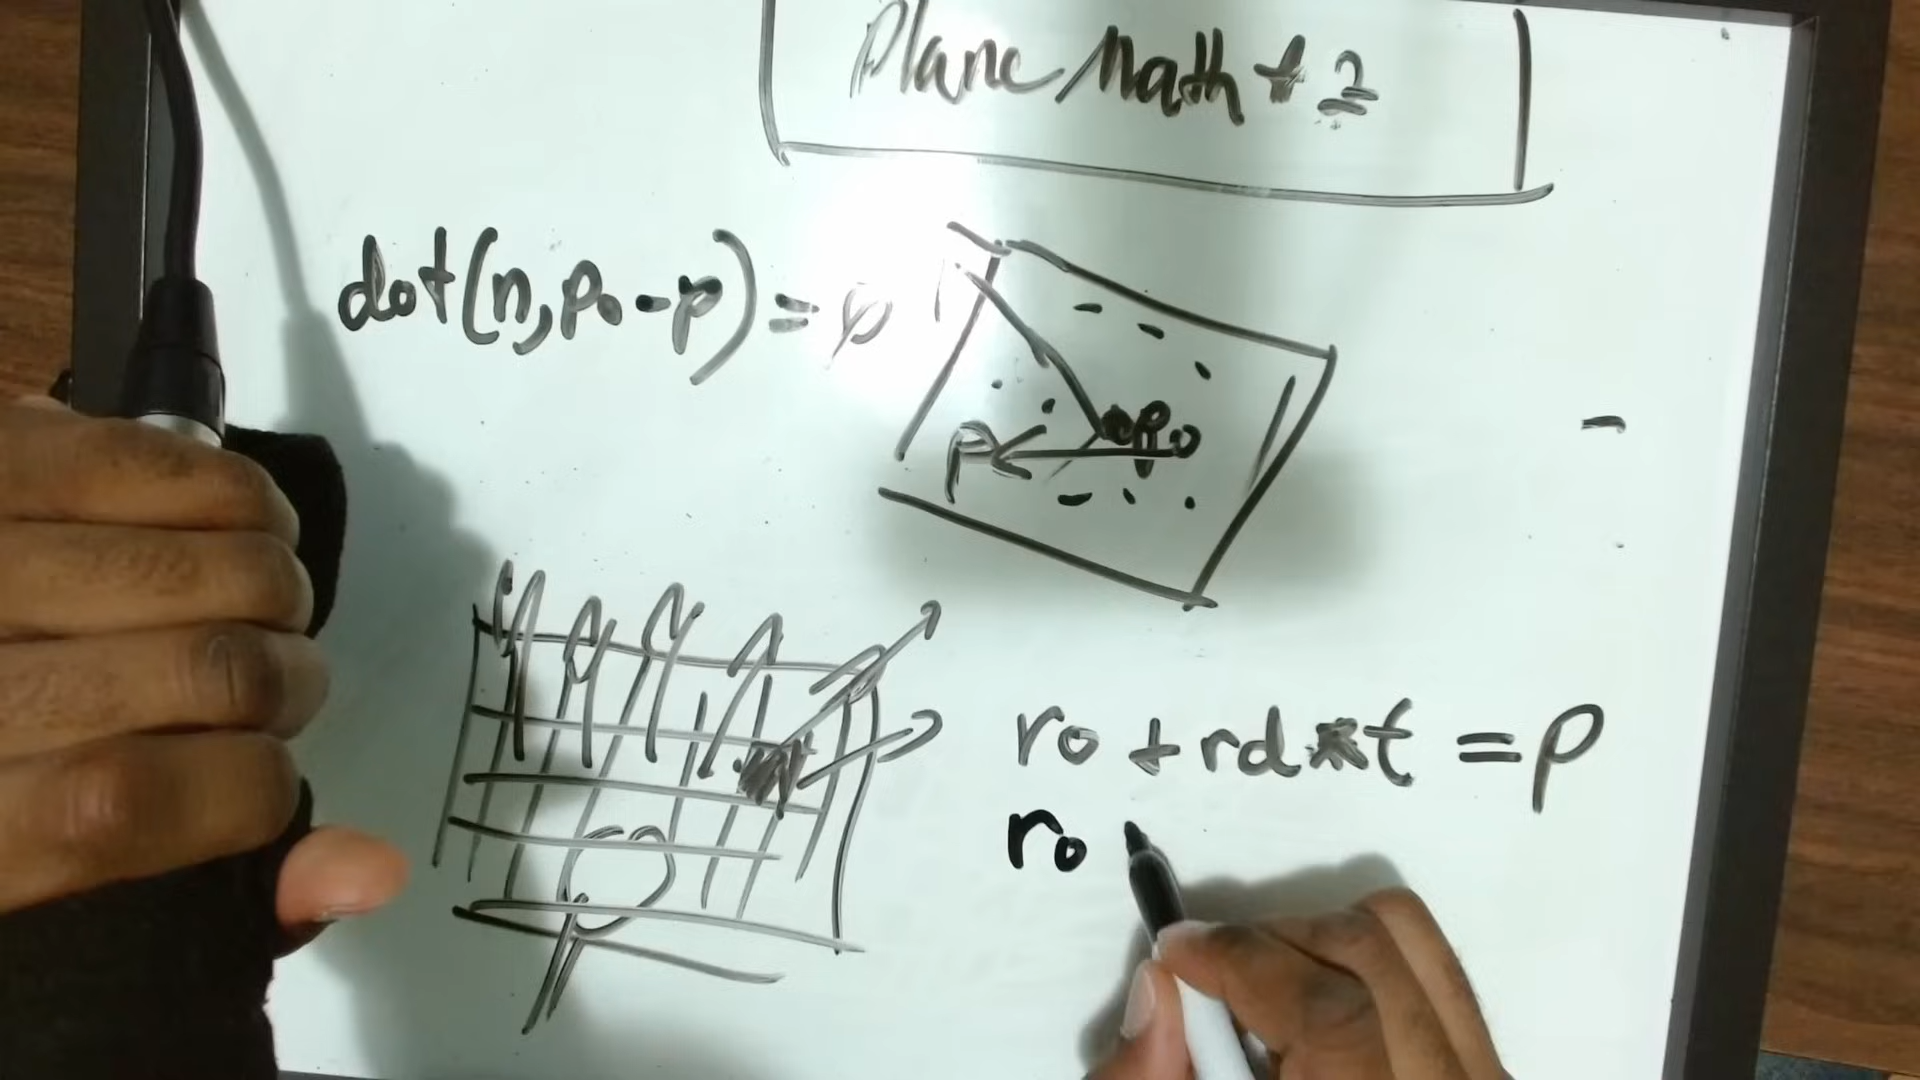 Plane Math + 2
dot(n, p₀ - p) = 0
P P₀
ro + rd * t = P
ro